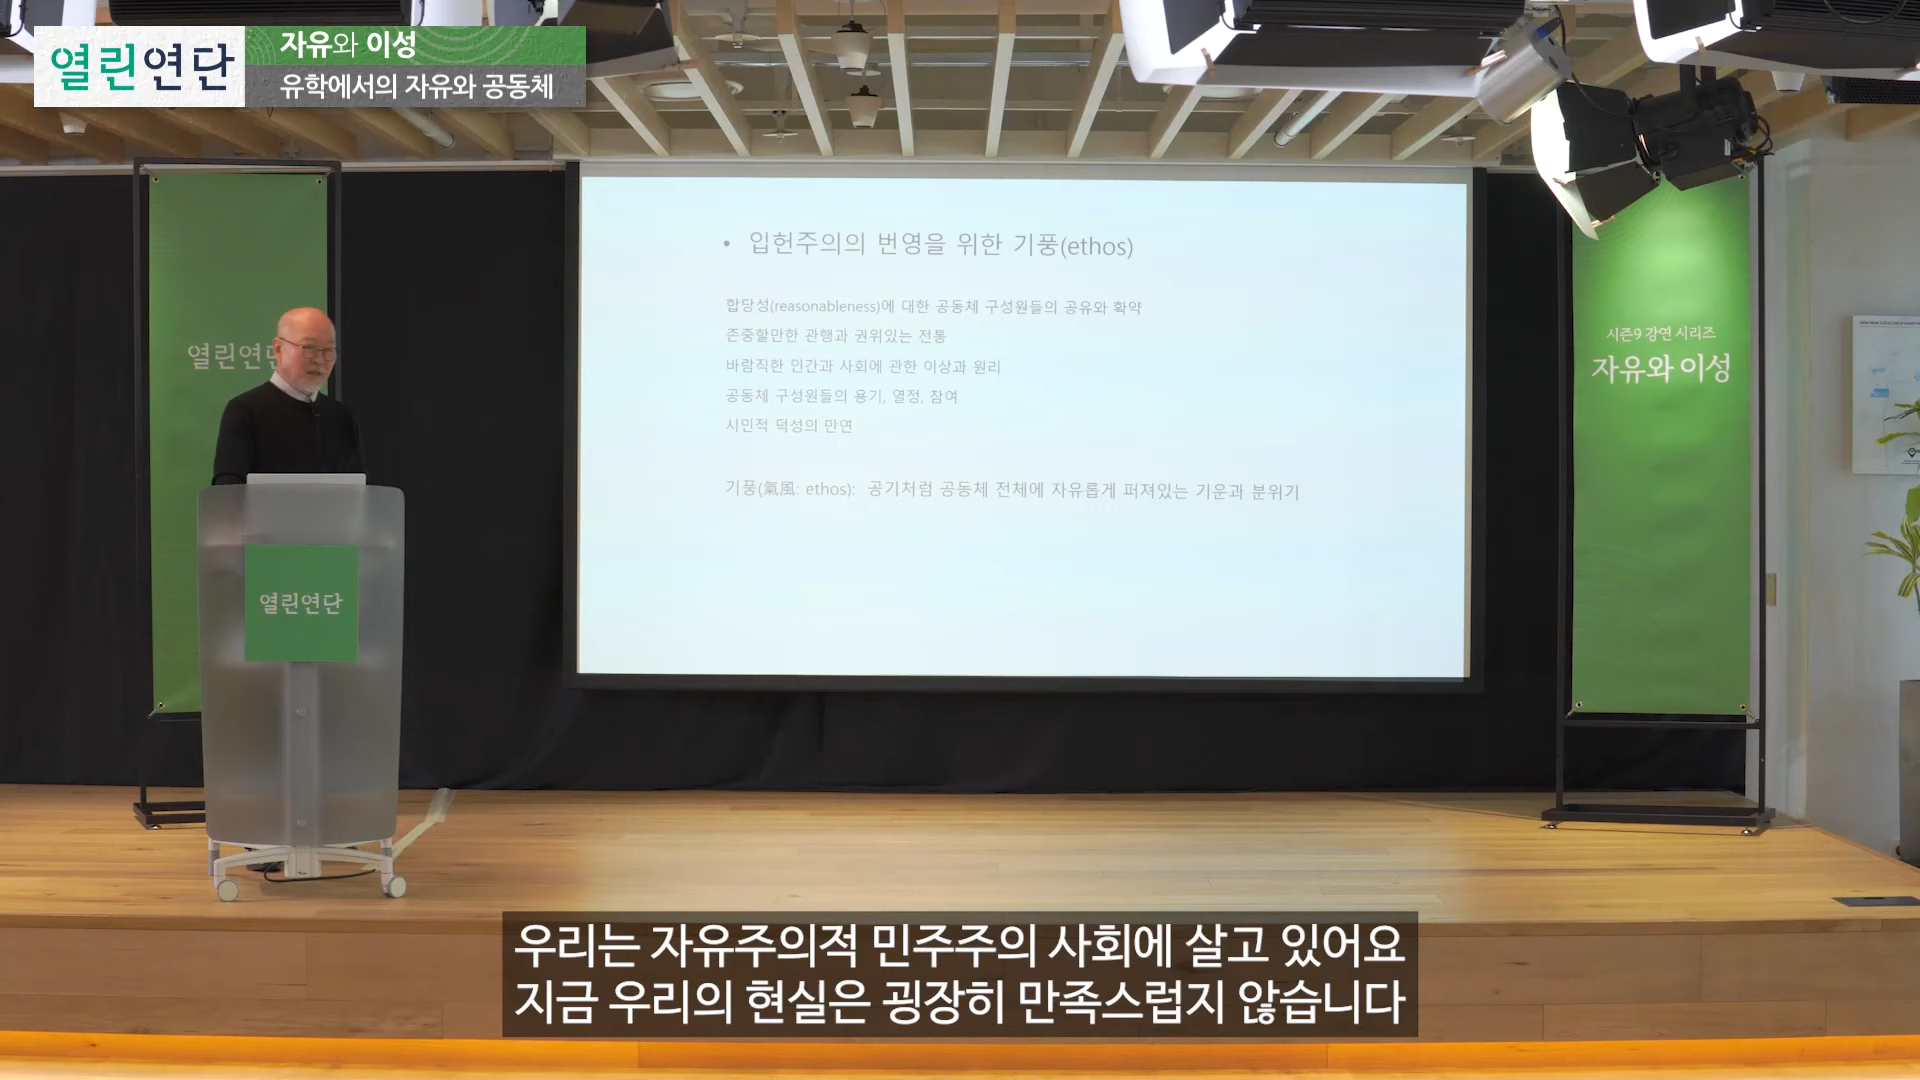 열린연단
자유와 이성
유학에서의 자유와 공동체
• 입헌주의의 번영을 위한 기풍(ethos)
합당성(reasonableness)에 대한 공동체 구성원들의 공유와 확약
존중할만한 관행과 권위있는 전통
바람직한 인간과 사회에 관한 이상과 원리
공동체 구성원들의 용기, 열정, 참여
시민적 덕성의 만연
기풍(氣風: ethos): 공기처럼 공동체 전체에 자유롭게 퍼져있는 기운과 분위기
열린연단
열린연단
시즌9 강연 시리즈
자유와 이성
우리는 자유주의적 민주주의 사회에 살고 있어요
지금 우리의 현실은 굉장히 만족스럽지 않습니다